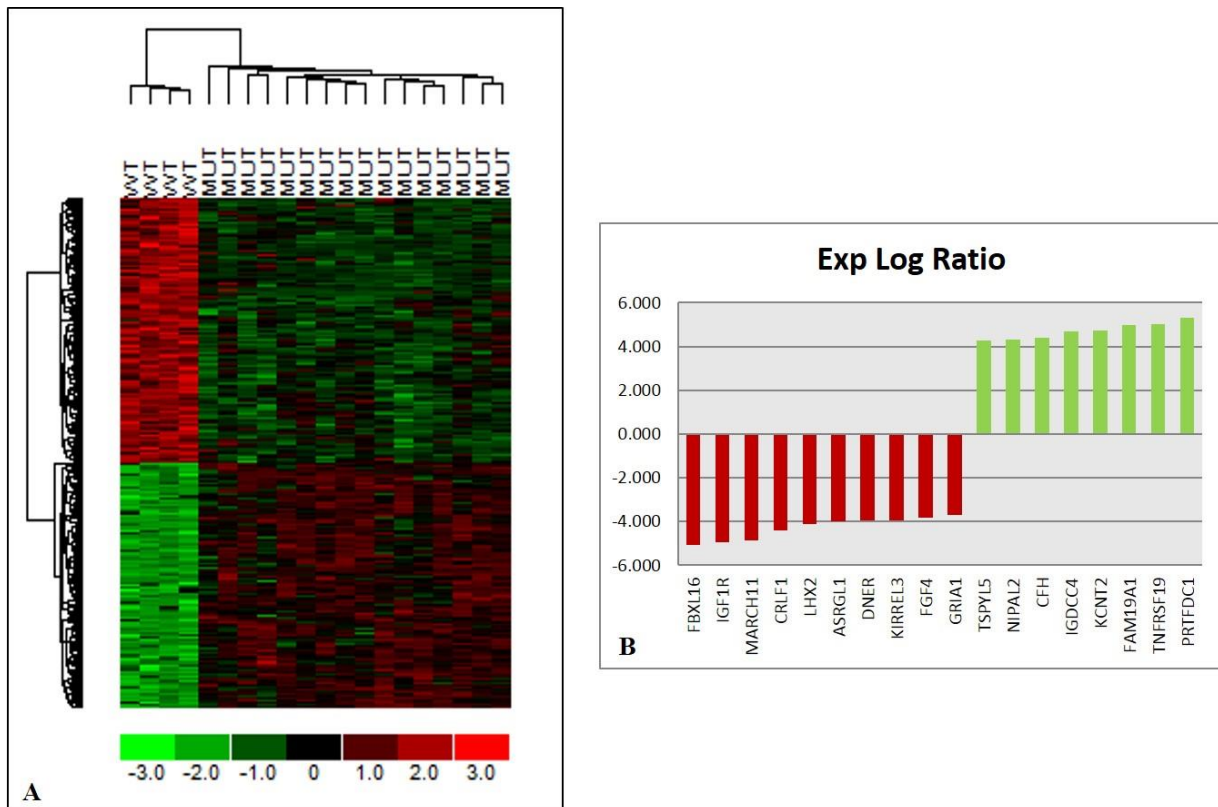 WT WT WT WT MUT MUT MUT MUT MUT MUT MUT MUT MUT MUT MUT MUT MUT MUT MUT MUT
-3.0 -2.0 -1.0 0 1.0 2.0 3.0
A
Exp Log Ratio
6.000
4.000
2.000
0.000
-2.000
-4.000
-6.000
FBXL16
IGF1R
MARCH11
CRLF1
LHX2
ASRGL1
DNER
KIRREL3
FGF4
GRIA1
TSPYL5
NIPAL2
CFH
IGDCC4
KCNT2
FAM19A1
TNFRSF19
PRTFDC1
B